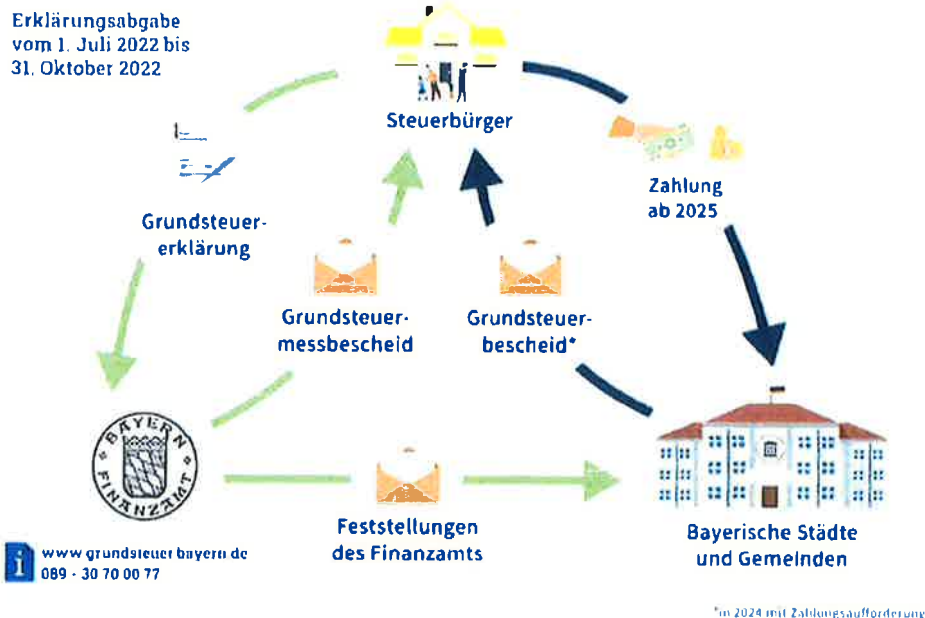 Erklärungsabgabe
vom 1. Juli 2022 bis
31. Oktober 2022
Steuerbürger
Zahlung
ab 2025
Grundsteuer-
erklärung
Grundsteuer-
messbescheid
Grundsteuer-
bescheid*
BAYERN
FINANZAMT
Feststellungen
des Finanzamts
Bayerische Städte
und Gemeinden
i
www grundsteuer bayern de
089 - 30 70 00 77
*in 2024 mit Zahlungsaufforderung